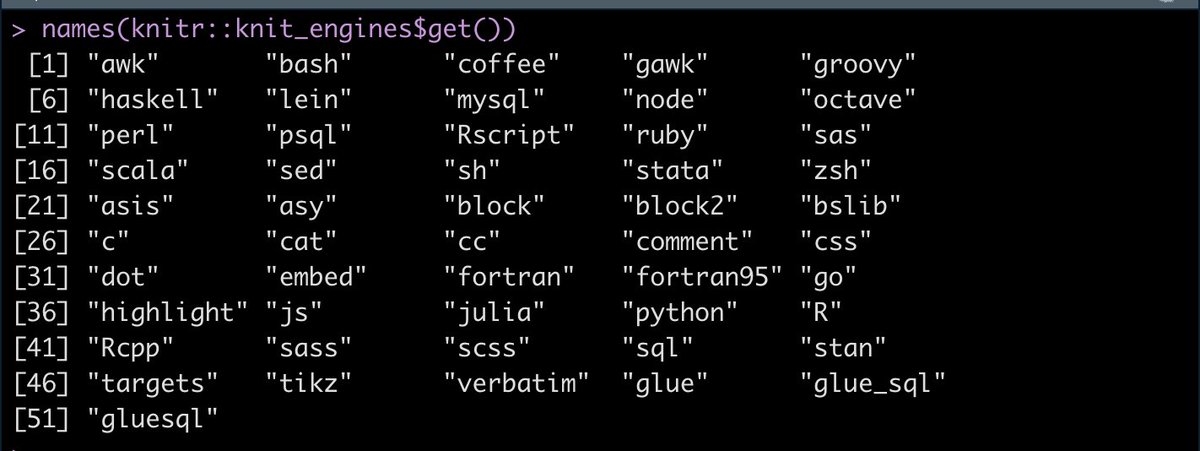 > names(knitr::knit_engines$get())
 [1] "awk"       "bash"      "coffee"    "gawk"      "groovy"
 [6] "haskell"   "lein"      "mysql"     "node"      "octave"
[11] "perl"      "psql"      "Rscript"   "ruby"      "sas"
[16] "scala"     "sed"       "sh"        "stata"     "zsh"
[21] "asis"      "asy"       "block"     "block2"    "bslib"
[26] "c"         "cat"       "cc"        "comment"   "css"
[31] "dot"       "embed"     "fortran"   "fortran95" "go"
[36] "highlight" "js"        "julia"     "python"    "R"
[41] "Rcpp"      "sass"      "scss"      "sql"       "stan"
[46] "targets"   "tikz"      "verbatim"  "glue"      "glue_sql"
[51] "gluesql"